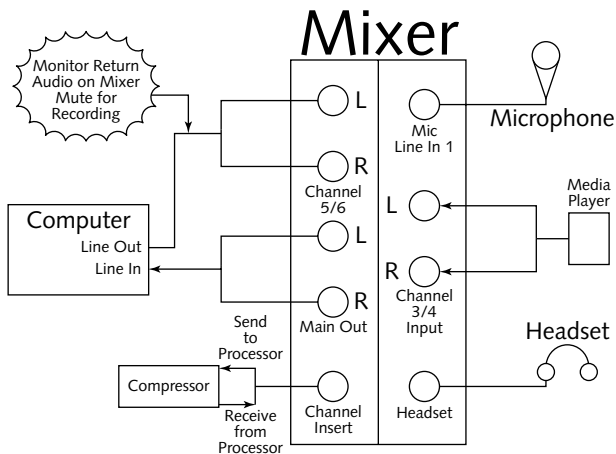 Mixer
Monitor Return
Audio on Mixer
Mute for
Recording
L
R
Channel
5/6
Computer
Line Out
Line In
L
R
Main Out
Send
to
Processor
Compressor
Receive
from
Processor
Channel
Insert
Mic
Line In 1
Microphone
Media
Player
L
R
Channel
3/4
Input
Headset
Headset